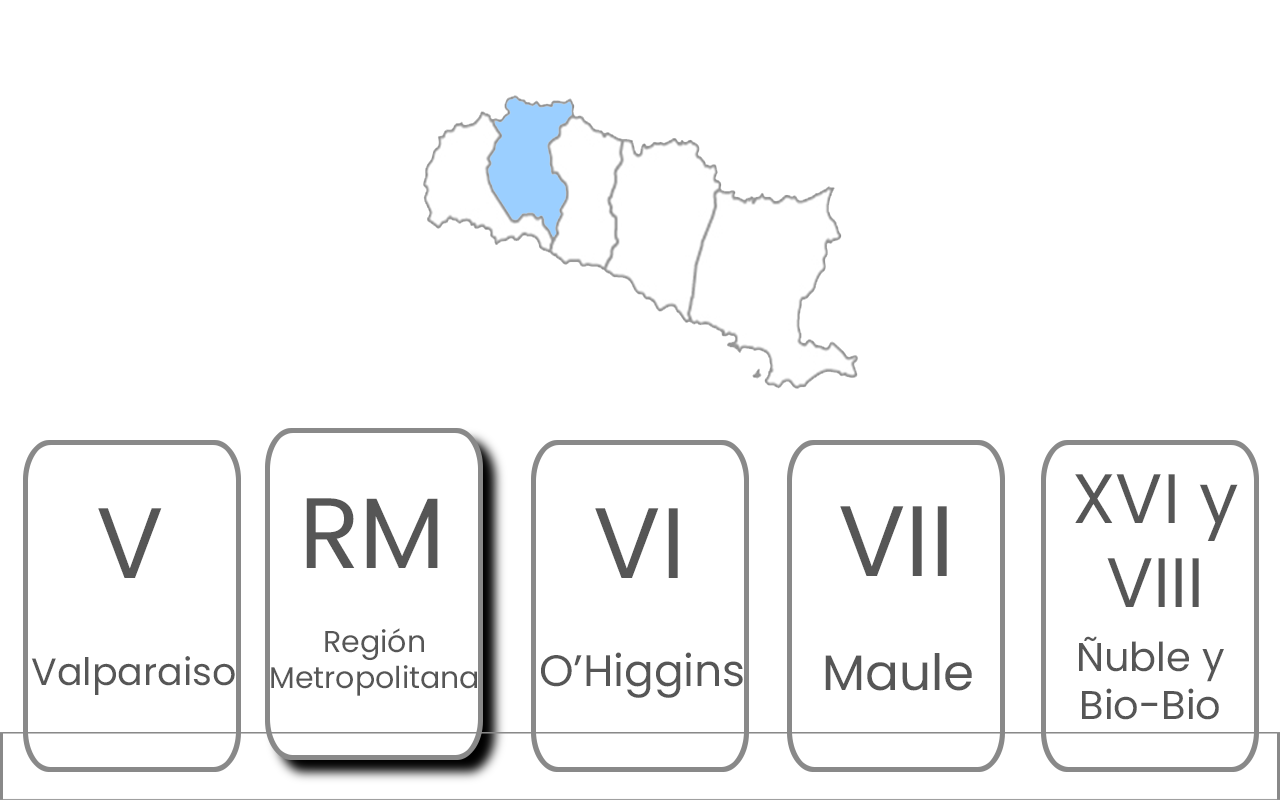 V
Valparaiso
RM
Región
Metropolitana
VI
O’Higgins
VII
Maule
XVI y
VIII
Ñuble y
Bio-Bio